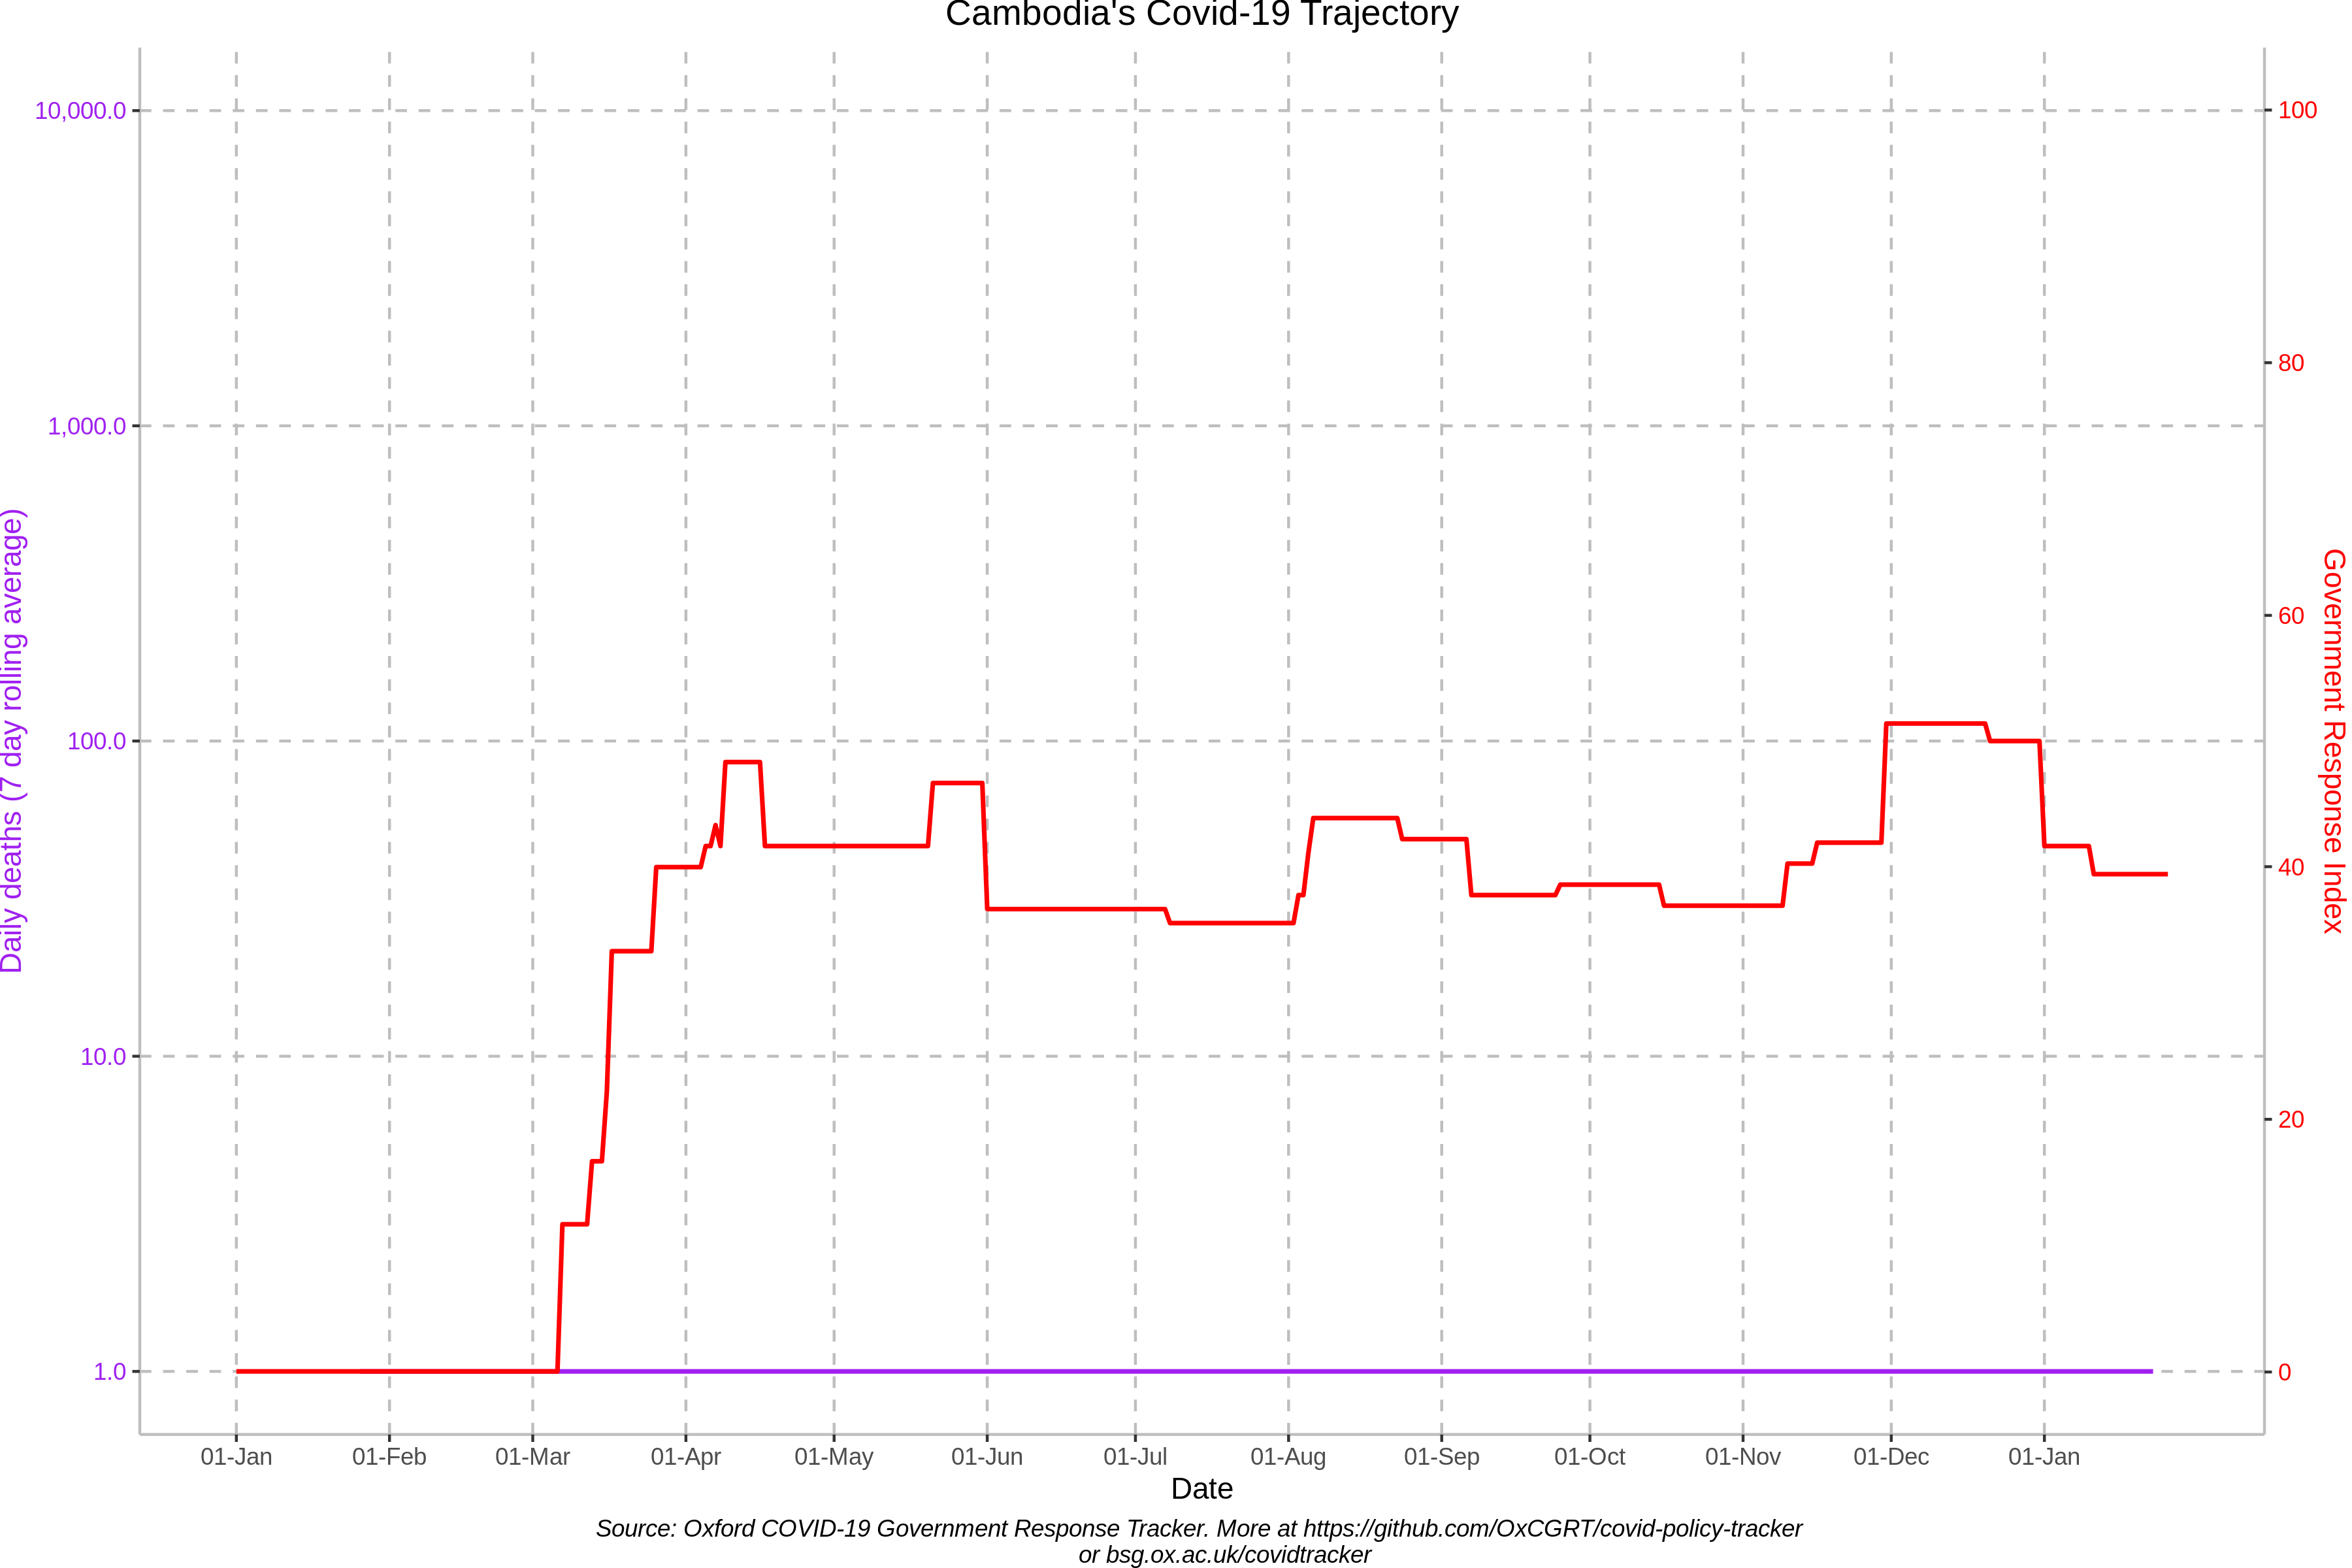 Cambodia's Covid-19 Trajectory
10,000.0
1,000.0
100.0
10.0
1.0
Daily deaths (7 day rolling average)
100
80
60
40
20
0
Government Response Index
01-Jan 01-Feb 01-Mar 01-Apr 01-May 01-Jun 01-Jul 01-Aug 01-Sep 01-Oct 01-Nov 01-Dec 01-Jan
Date
Source: Oxford COVID-19 Government Response Tracker. More at https://github.com/OxCGRT/covid-policy-tracker
or bsg.ox.ac.uk/covidtracker